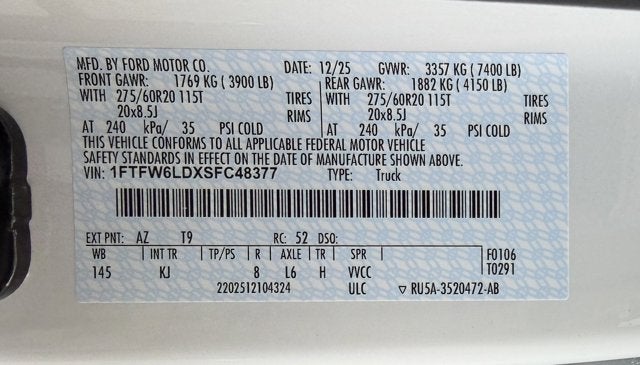 MFD. BY FORD MOTOR CO. DATE: 12/25 GVWR: 3357 KG (7400 LB)
FRONT GAWR: 1769 KG (3900 LB) REAR GAWR: 1882 KG (4150 LB)
WITH 275/60R20 115T TIRES WITH 275/60R20 115T TIRES
20x8.5J RIMS 20x8.5J RIMS
AT 240 kPa/ 35 PSI COLD AT 240 kPa/ 35 PSI COLD
THIS VEHICLE CONFORMS TO ALL APPLICABLE FEDERAL MOTOR VEHICLE
SAFETY STANDARDS IN EFFECT ON THE DATE OF MANUFACTURE SHOWN ABOVE.
VIN: 1FTFW6LDXSFC48377 TYPE: Truck
EXT PNT: AZ T9 RC: 52 DSO:
WB INT TR TP/PS R AXLE TR SPR F0106
145 KJ 8 L6 H VVCC T0291
2202512104324 ULC ▽ RU5A-3520472-AB